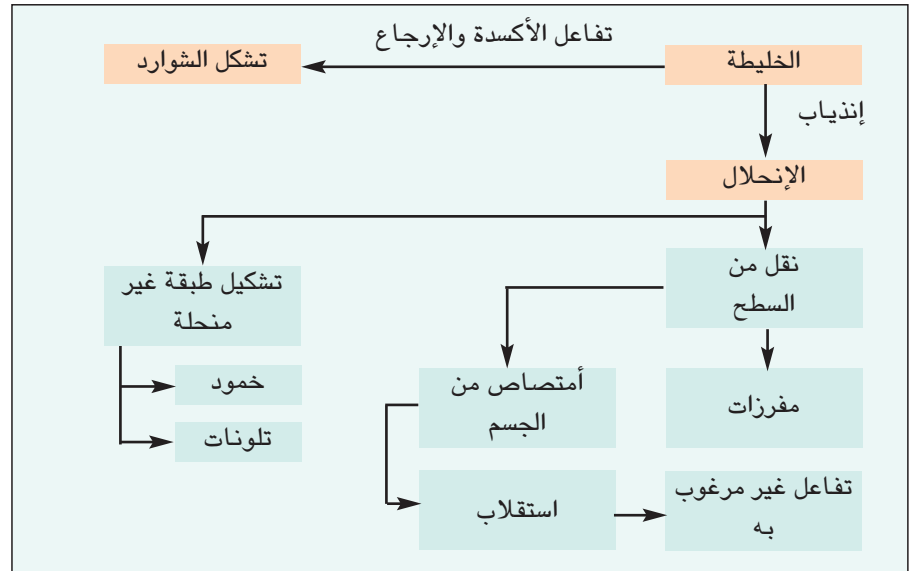 تفاعل الأكسدة والإرجاع
الخليطة
تشكل الشوارد
إنذياب
الإنحلال
نقل من
السطح
تشكيل طبقة غير
منحلة
خمود
تلونات
أمتصاص من
الجسم
مفرزات
استقلاب
تفاعل غير مرغوب
به